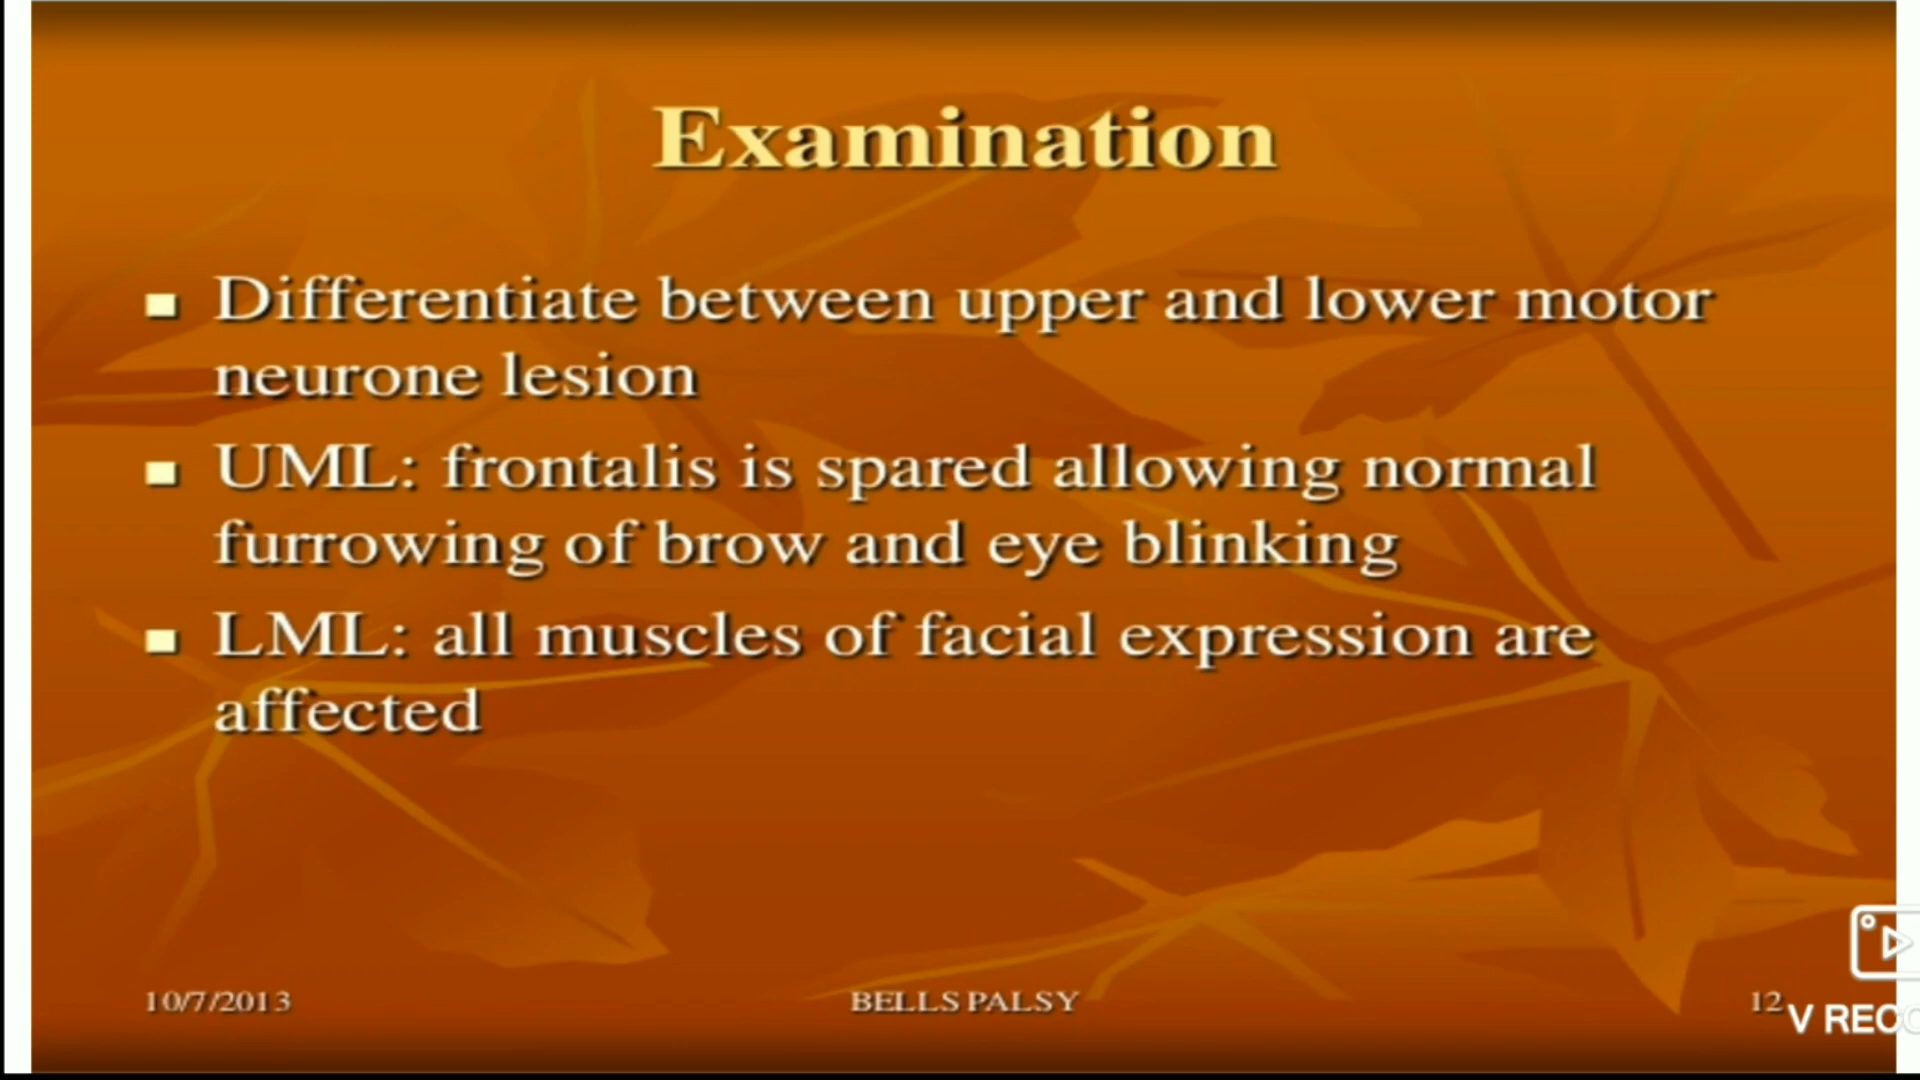 Examination
Differentiate between upper and lower motor
neurone lesion
UML: frontalis is spared allowing normal
furrowing of brow and eye blinking
LML: all muscles of facial expression are
affected
10/7/2013
BELLS PALSY
12
V REC